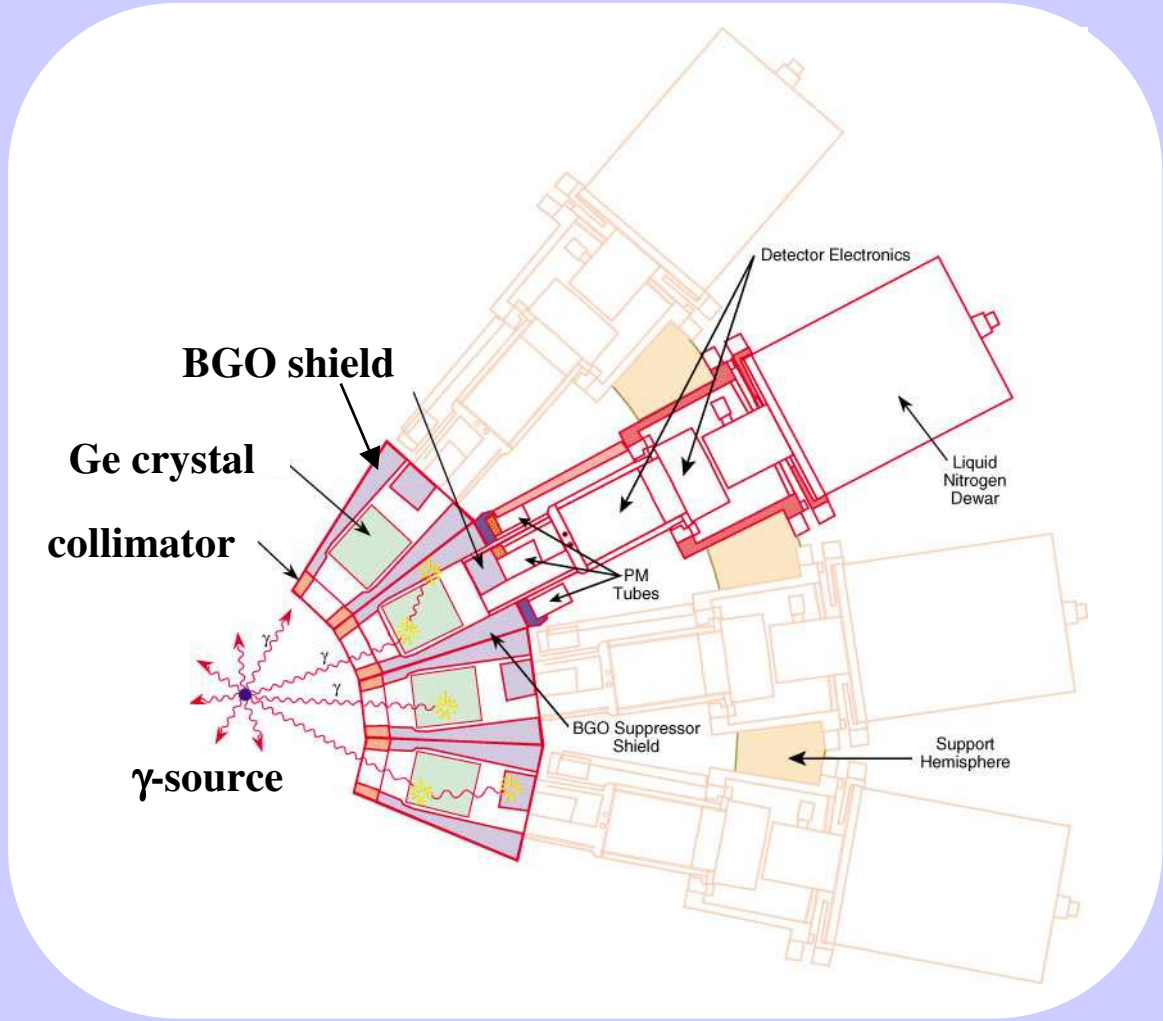 Detector Electronics
BGO shield
Ge crystal
Liquid
Nitrogen
Dewar
collimator
PM
Tubes
γ
γ
γ
BGO Suppressor
Shield
Support
Hemisphere
γ-source